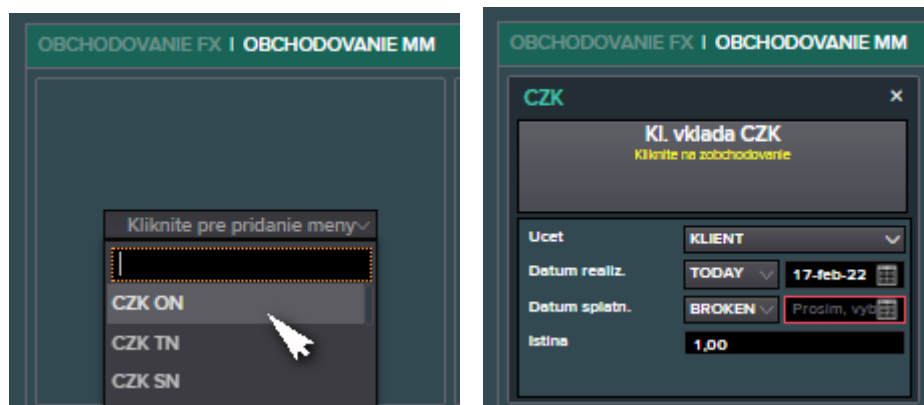 OBCHODOVANIE FX I OBCHODOVANIE MM
Kliknite pre pridanie meny
CZK ON
CZK TN
CZK SN
OBCHODOVANIE FX I OBCHODOVANIE MM
CZK
Kl. vklada CZK
Kliknite na zobchodovanie
Ucet KLIENT
Datum realiz. TODAY 17-feb-22
Datum splatn. BROKEN Prosim, vyb
Istina 1,00